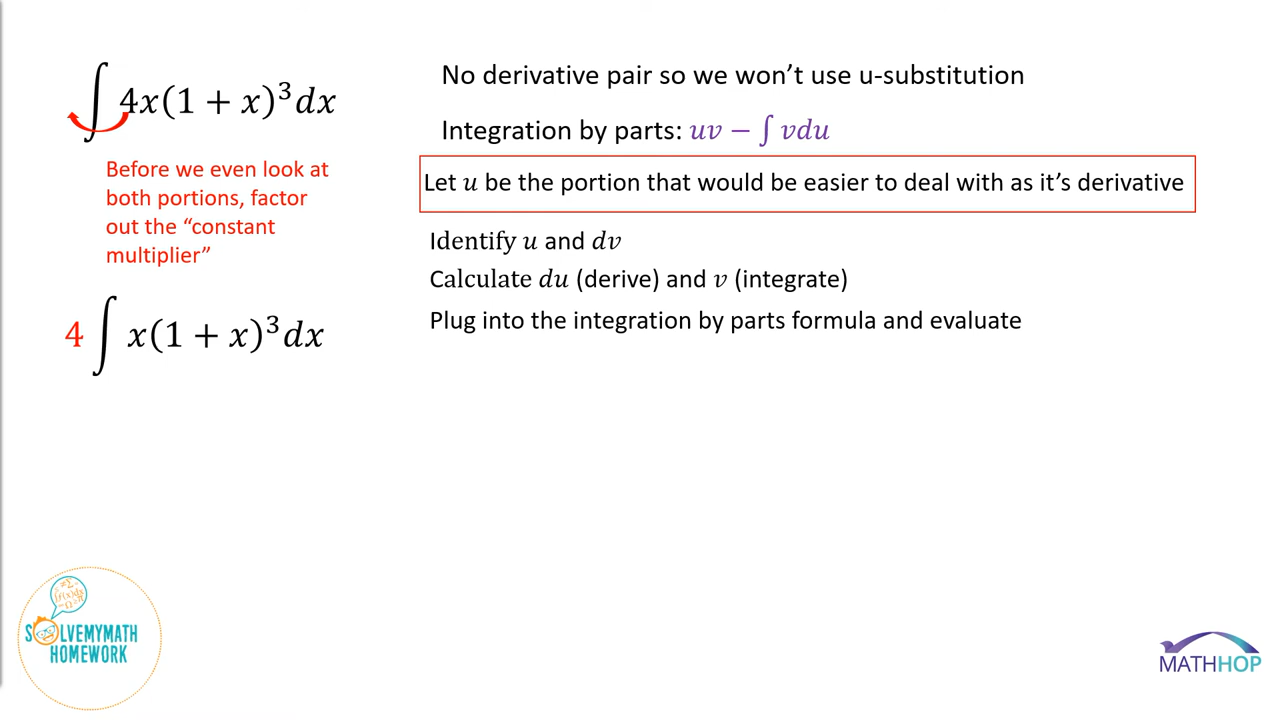 ∫ 4x(1 + x)³dx
Before we even look at
both portions, factor
out the “constant
multiplier”
4 ∫ x(1 + x)³dx
No derivative pair so we won’t use u-substitution
Integration by parts: uv − ∫ vdu
Let u be the portion that would be easier to deal with as it’s derivative
Identify u and dv
Calculate du (derive) and v (integrate)
Plug into the integration by parts formula and evaluate
SOLVEMYMATH
HOMEWORK
MATHHOP